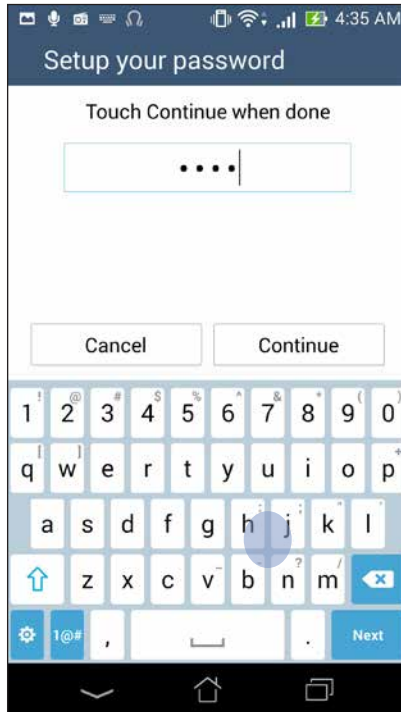 4:35 AM
Setup your password
Touch Continue when done
••••
Cancel Continue
! @ # $ % ^ & * ( )
1 2 3 4 5 6 7 8 9 0
[ ] +
q w e r t y u i o p
: ; " '
a s d f g h j k l
_ ? /
z x c v b n m
1@# , . Next